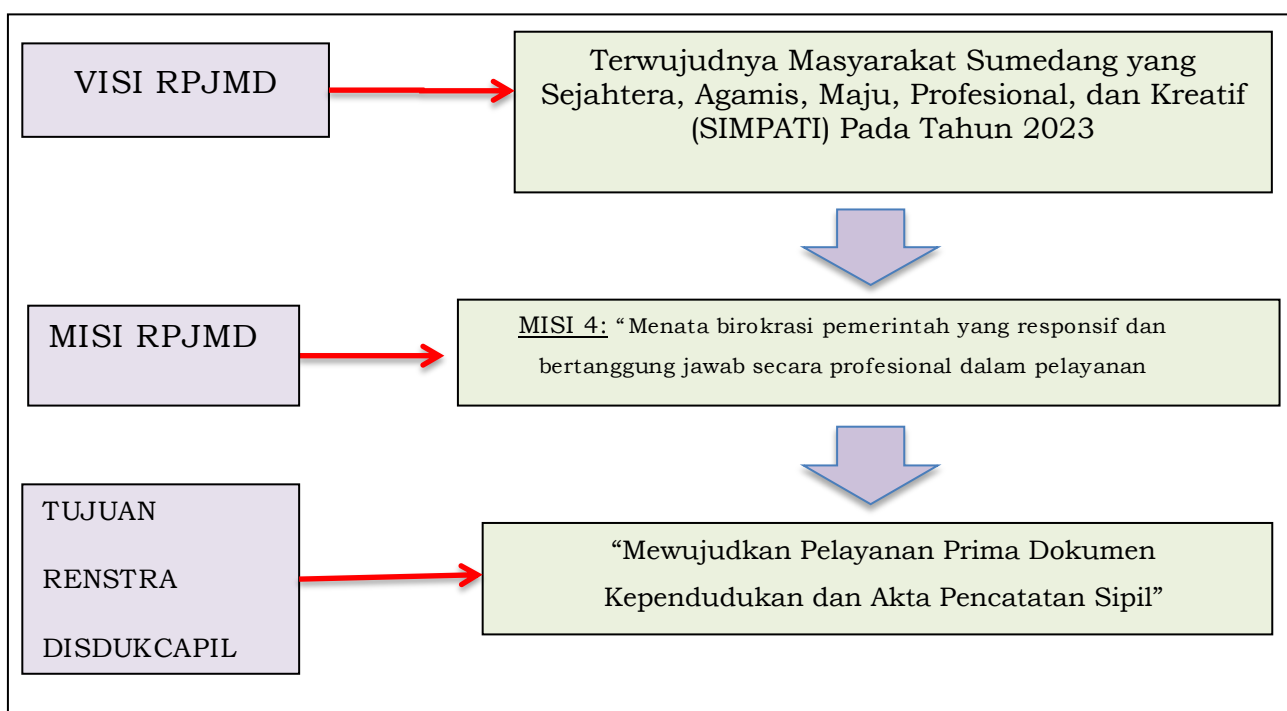 VISI RPJMD
Terwujudnya Masyarakat Sumedang yang
Sejahtera, Agamis, Maju, Profesional, dan Kreatif
(SIMPATI) Pada Tahun 2023
MISI RPJMD
MISI 4: “Menata birokrasi pemerintah yang responsif dan
bertanggung jawab secara profesional dalam pelayanan
TUJUAN
RENSTRA
DISDUKCAPIL
“Mewujudkan Pelayanan Prima Dokumen
Kependudukan dan Akta Pencatatan Sipil”